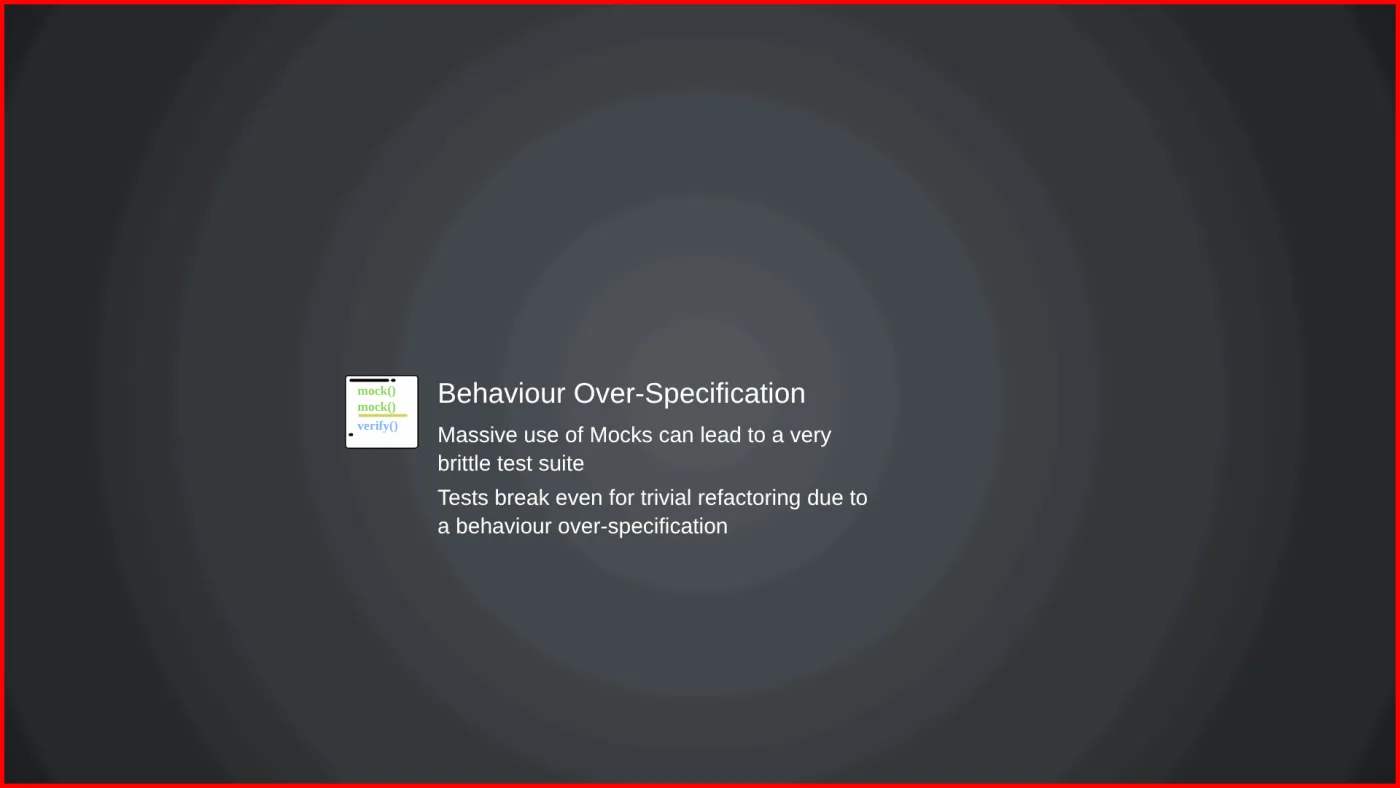 mock()
mock()
verify()
Behaviour Over-Specification
Massive use of Mocks can lead to a very
brittle test suite
Tests break even for trivial refactoring due to
a behaviour over-specification